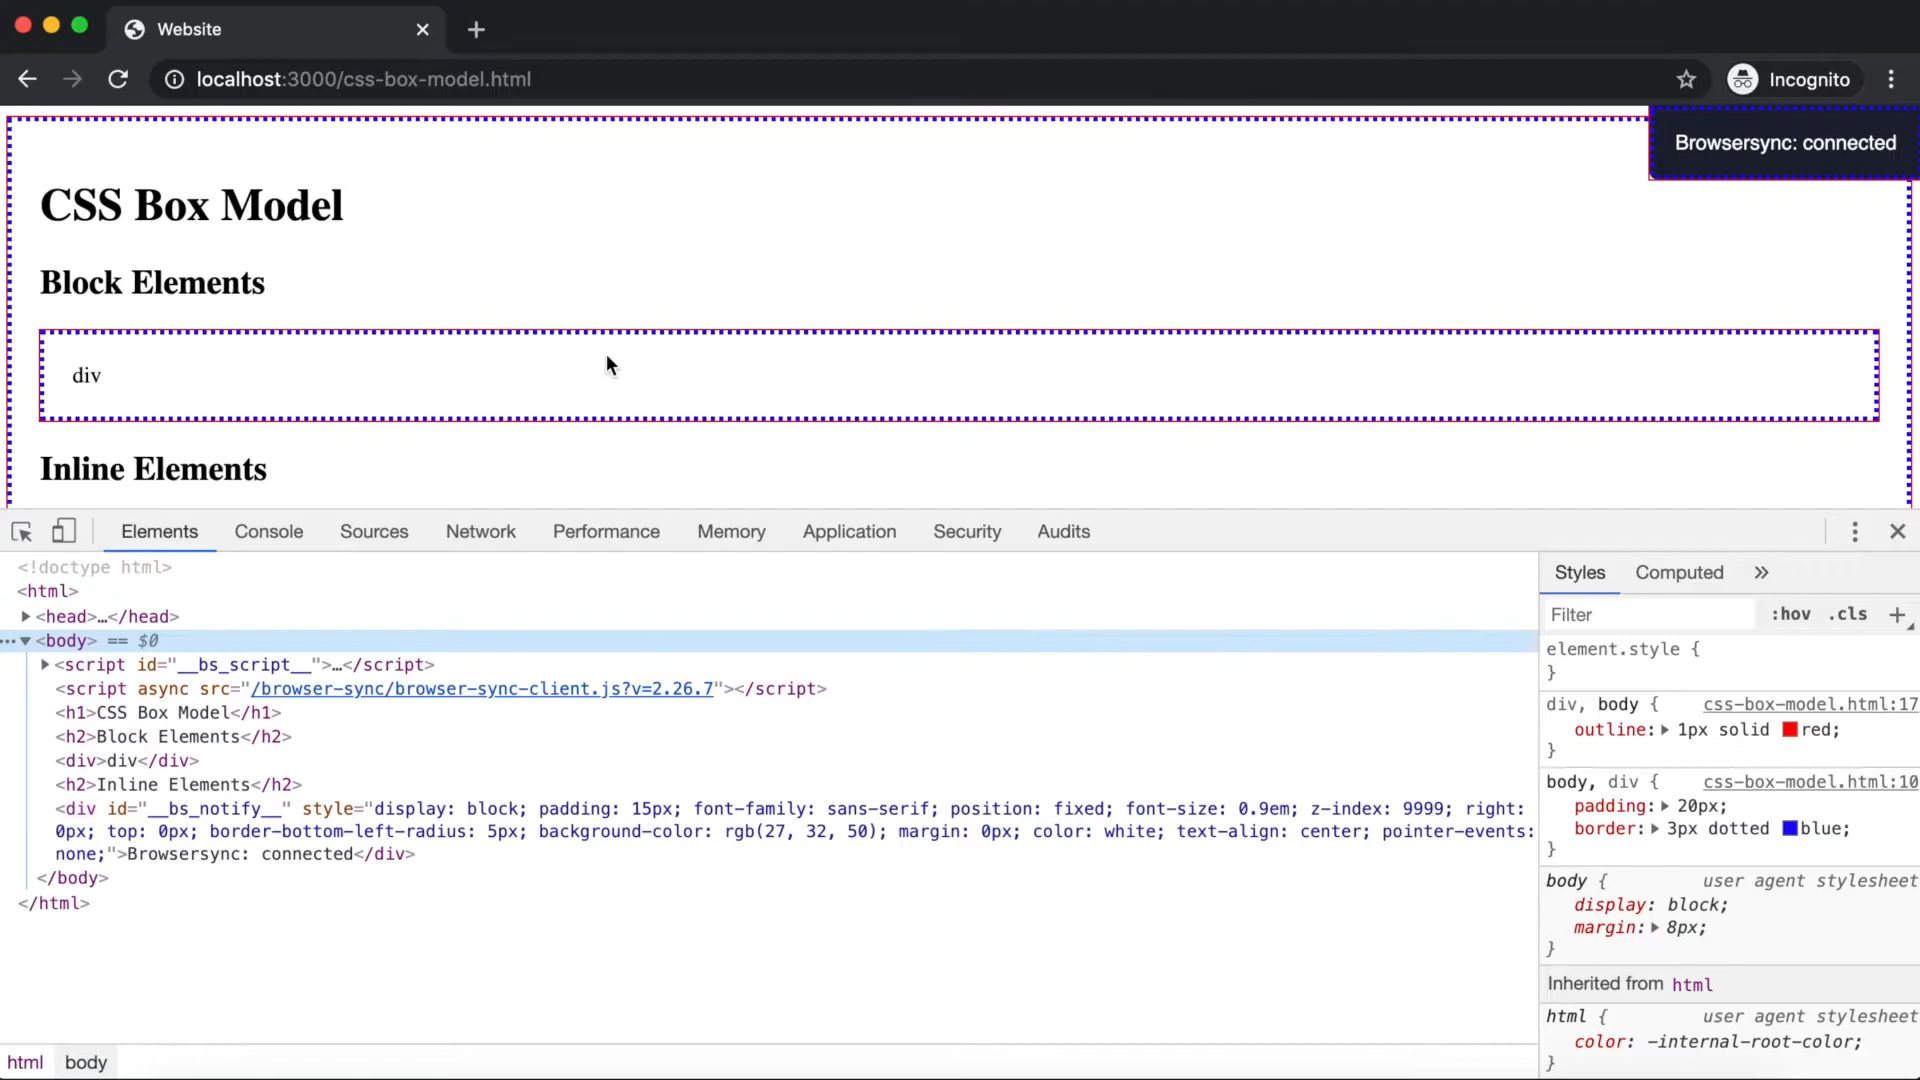 Website
localhost:3000/css-box-model.html
Incognito
Browsersync: connected
CSS Box Model
Block Elements
div
Inline Elements
Elements Console Sources Network Performance Memory Application Security Audits
<!doctype html>
<html>
<head>…</head>
<body> == $0
<script id="__bs_script__">…</script>
<script async src="/browser-sync/browser-sync-client.js?v=2.26.7"></script>
<h1>CSS Box Model</h1>
<h2>Block Elements</h2>
<div>div</div>
<h2>Inline Elements</h2>
<div id="__bs_notify__" style="display: block; padding: 15px; font-family: sans-serif; position: fixed; font-size: 0.9em; z-index: 9999; right:
0px; top: 0px; border-bottom-left-radius: 5px; background-color: rgb(27, 32, 50); margin: 0px; color: white; text-align: center; pointer-events:
none;">Browsersync: connected</div>
</body>
</html>
html body
Styles Computed »
Filter :hov .cls +
element.style {
}
div, body { css-box-model.html:17
outline: 1px solid red;
}
body, div { css-box-model.html:10
padding: 20px;
border: 3px dotted blue;
}
body { user agent stylesheet
display: block;
margin: 8px;
}
Inherited from html
html { user agent stylesheet
color: -internal-root-color;
}